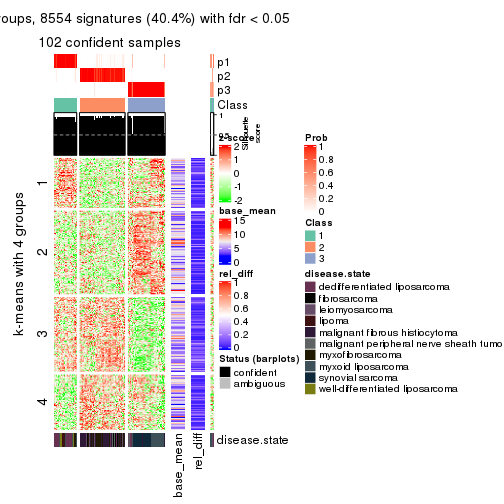 roups, 8554 signatures (40.4%) with fdr < 0.05
102 confident samples
p1
p2
p3
Class
1
0.5
Silhouette score
k-means with 4 groups
1
2
3
4
base_mean
rel_diff
disease.state
z-score
2
1
0
-1
-2
base_mean
15
10
5
0
rel_diff
1
0.8
0.6
0.4
0.2
0
Status (barplots)
confident
ambiguous
Prob
1
0.8
0.6
0.4
0.2
0
Class
1
2
3
disease.state
dedifferentiated liposarcoma
fibrosarcoma
leiomyosarcoma
lipoma
malignant fibrous histiocytoma
malignant peripheral nerve sheath tumo
myxofibrosarcoma
myxoid liposarcoma
synovial sarcoma
well-differentiated liposarcoma